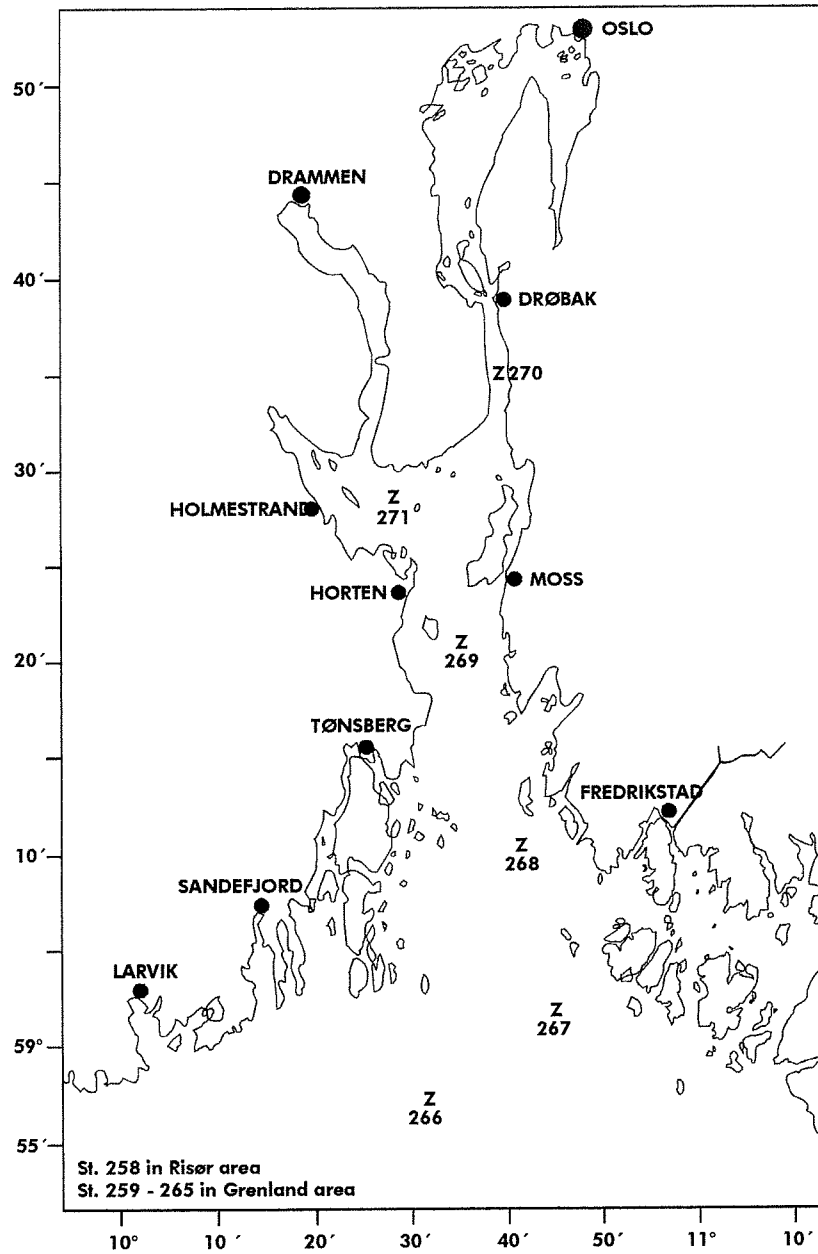 OSLO
50´
DRAMMEN
40´
DRØBAK
Z 270
30´
Z
271
HOLMESTRAND
MOSS
HORTEN
Z
269
20´
TØNSBERG
FREDRIKSTAD
10´
Z
268
SANDEFJORD
LARVIK
Z
267
59°
Z
266
55´
St. 258 in Risør area
St. 259 - 265 in Grenland area
10° 10´ 20´ 30´ 40´ 50´ 11° 10´